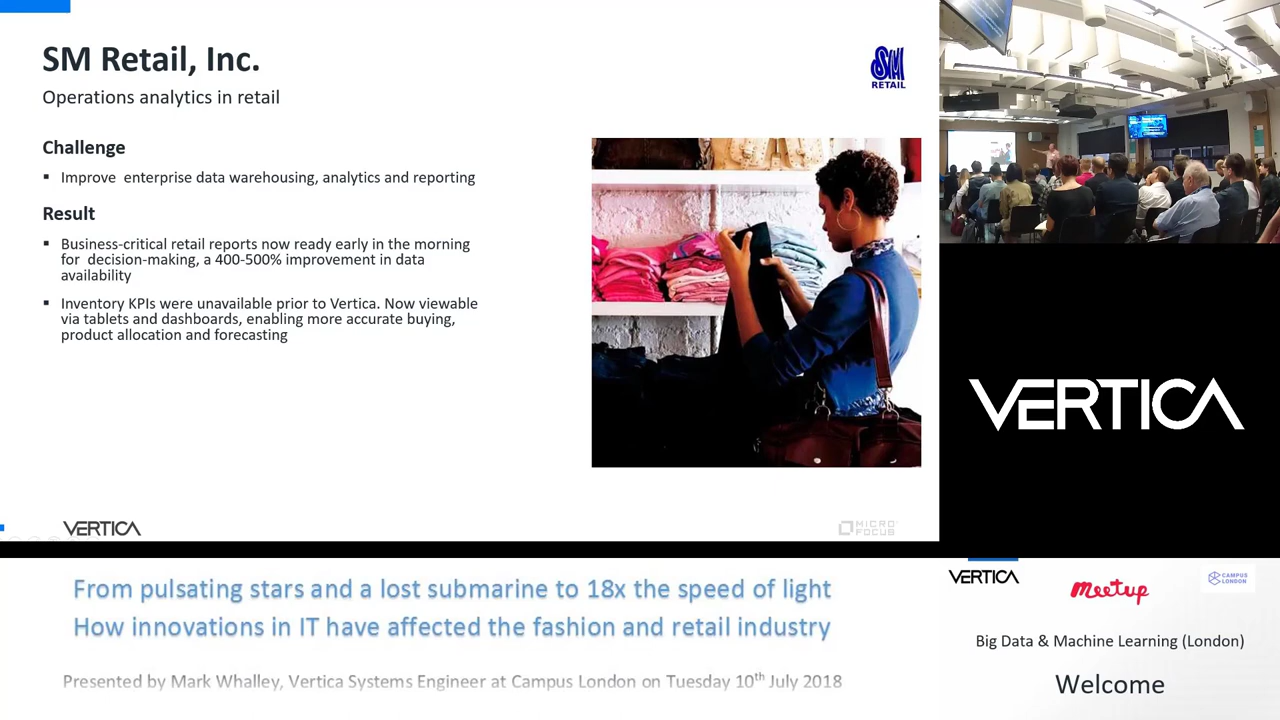 SM Retail, Inc.
Operations analytics in retail
SM
RETAIL
Challenge
▪ Improve  enterprise data warehousing, analytics and reporting
Result
▪ Business-critical retail reports now ready early in the morning
for  decision-making, a 400-500% improvement in data
availability
▪ Inventory KPIs were unavailable prior to Vertica. Now viewable
via tablets and dashboards, enabling more accurate buying,
product allocation and forecasting
VERTICA
MICRO
FOCUS
VERTICA
From pulsating stars and a lost submarine to 18x the speed of light
How innovations in IT have affected the fashion and retail industry
Presented by Mark Whalley, Vertica Systems Engineer at Campus London on Tuesday 10th July 2018
VERTICA
meetup
CAMPUS
LONDON
Big Data & Machine Learning (London)
Welcome